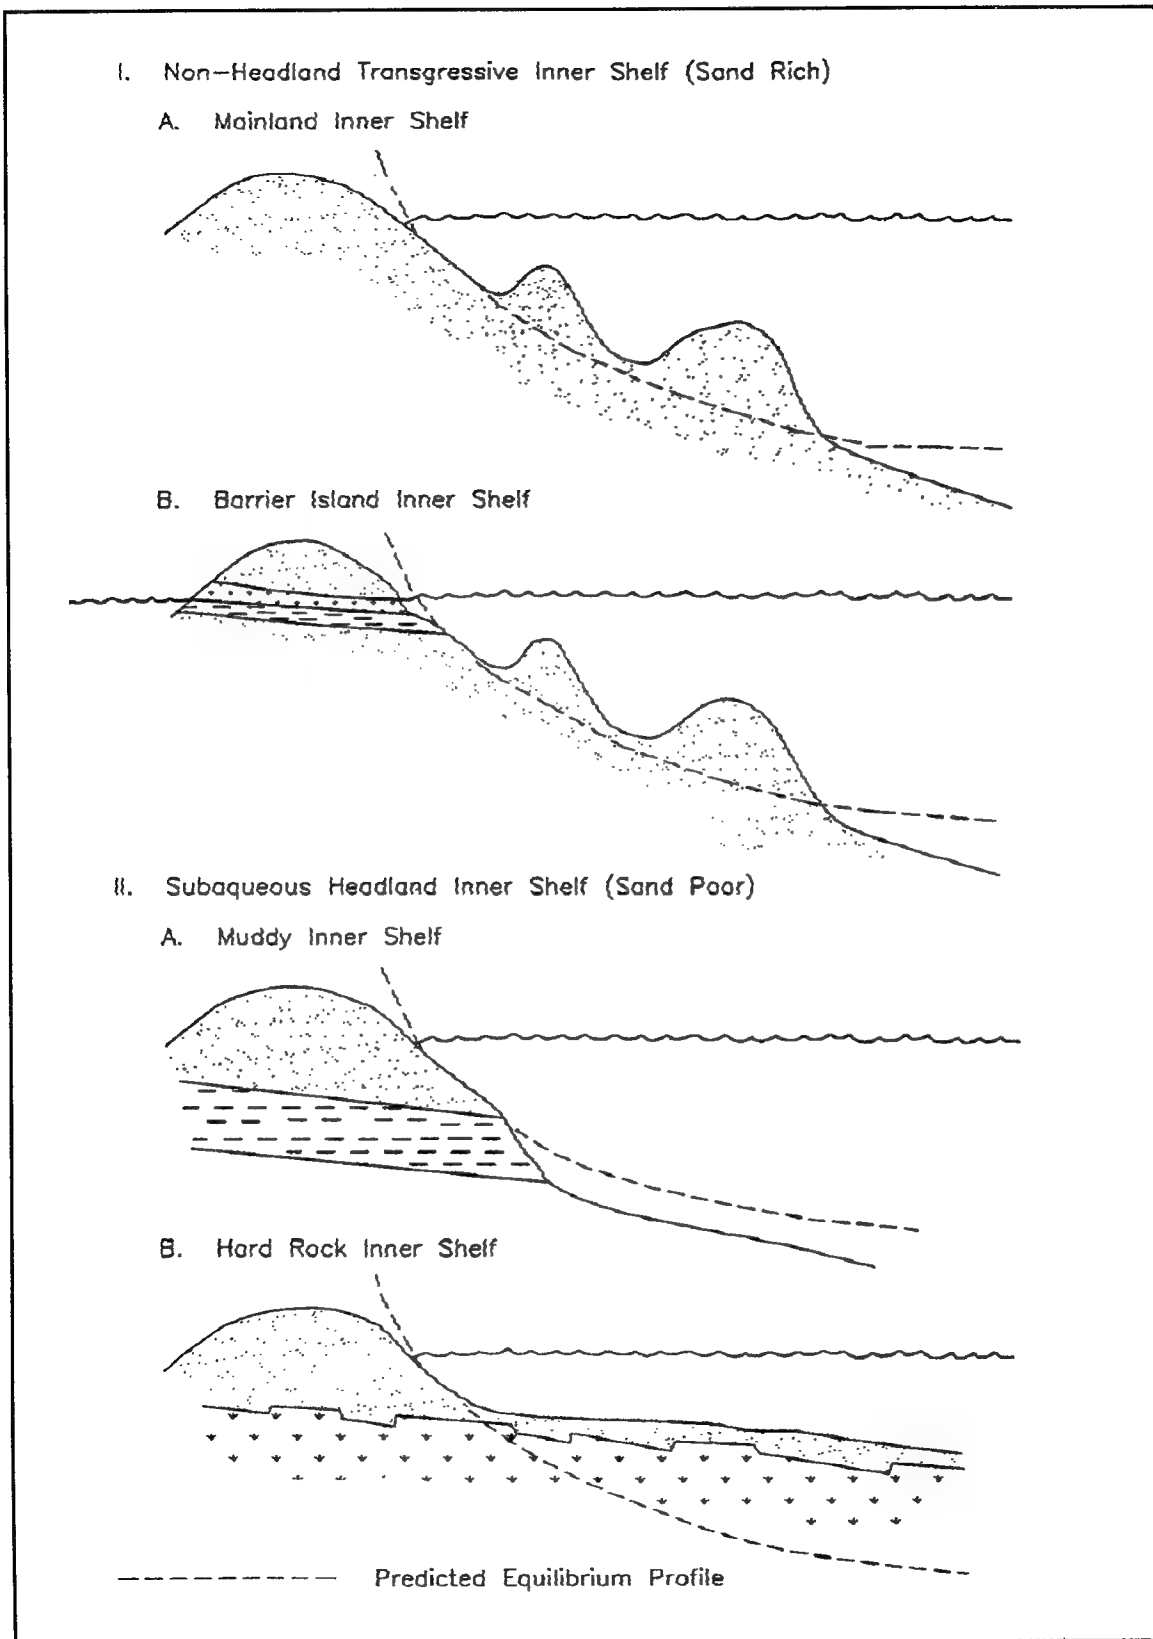 I. Non-Headland Transgressive Inner Shelf (Sand Rich)
A. Mainland Inner Shelf
B. Barrier Island Inner Shelf
II. Subaqueous Headland Inner Shelf (Sand Poor)
A. Muddy Inner Shelf
B. Hard Rock Inner Shelf
Predicted Equilibrium Profile